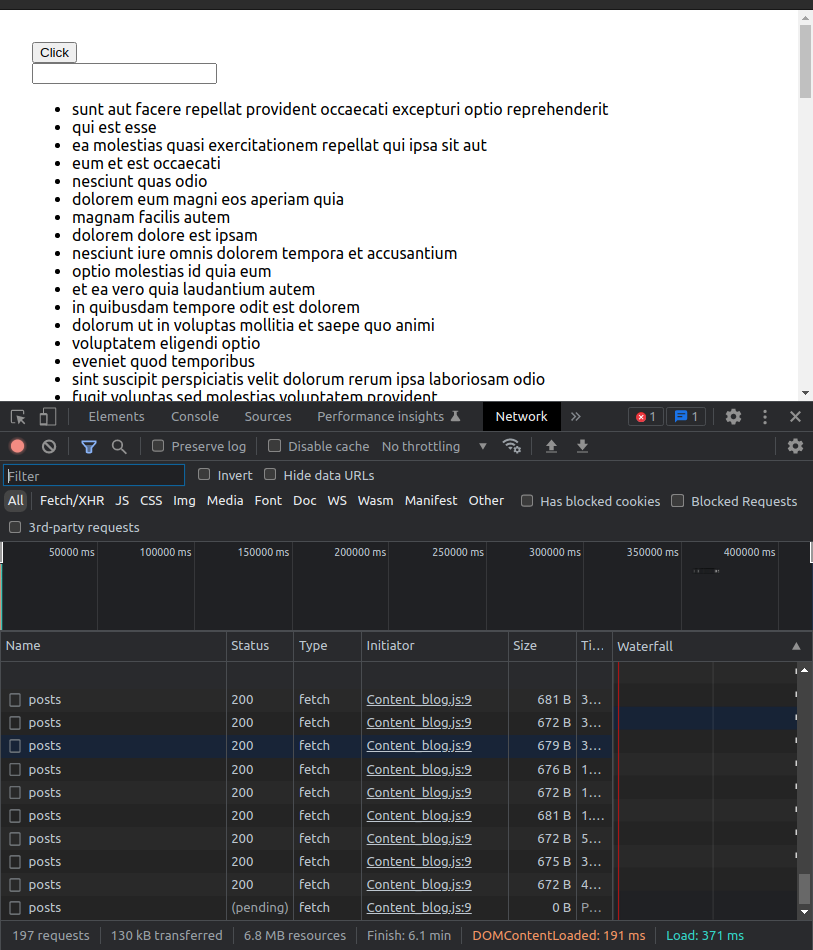 Click
sunt aut facere repellat provident occaecati excepturi optio reprehenderit
qui est esse
ea molestias quasi exercitationem repellat qui ipsa sit aut
eum et est occaecati
nesciunt quas odio
dolorem eum magni eos aperiam quia
magnam facilis autem
dolorem dolore est ipsam
nesciunt iure omnis dolorem tempora et accusantium
optio molestias id quia eum
et ea vero quia laudantium autem
in quibusdam tempore odit est dolorem
dolorum ut in voluptas mollitia et saepe quo animi
voluptatem eligendi optio
eveniet quod temporibus
sint suscipit perspiciatis velit dolorum rerum ipsa laboriosam odio
fugit voluptas sed molestias voluptatem provident
Elements Console Sources Performance insights Network 1 1
Preserve log Disable cache No throttling
Filter Invert Hide data URLs
All Fetch/XHR JS CSS Img Media Font Doc WS Wasm Manifest Other Has blocked cookies Blocked Requests
3rd-party requests
50000 ms 100000 ms 150000 ms 200000 ms 250000 ms 300000 ms 350000 ms 400000 ms
Name Status Type Initiator Size Ti... Waterfall
posts 200 fetch Content_blog.js:9 681 B 3...
posts 200 fetch Content_blog.js:9 672 B 3...
posts 200 fetch Content_blog.js:9 679 B 3...
posts 200 fetch Content_blog.js:9 676 B 1...
posts 200 fetch Content_blog.js:9 672 B 1...
posts 200 fetch Content_blog.js:9 681 B 1....
posts 200 fetch Content_blog.js:9 672 B 5...
posts 200 fetch Content_blog.js:9 675 B 3...
posts 200 fetch Content_blog.js:9 672 B 4...
posts (pending) fetch Content_blog.js:9 0 B P...
197 requests 130 kB transferred 6.8 MB resources Finish: 6.1 min DOMContentLoaded: 191 ms Load: 371 ms